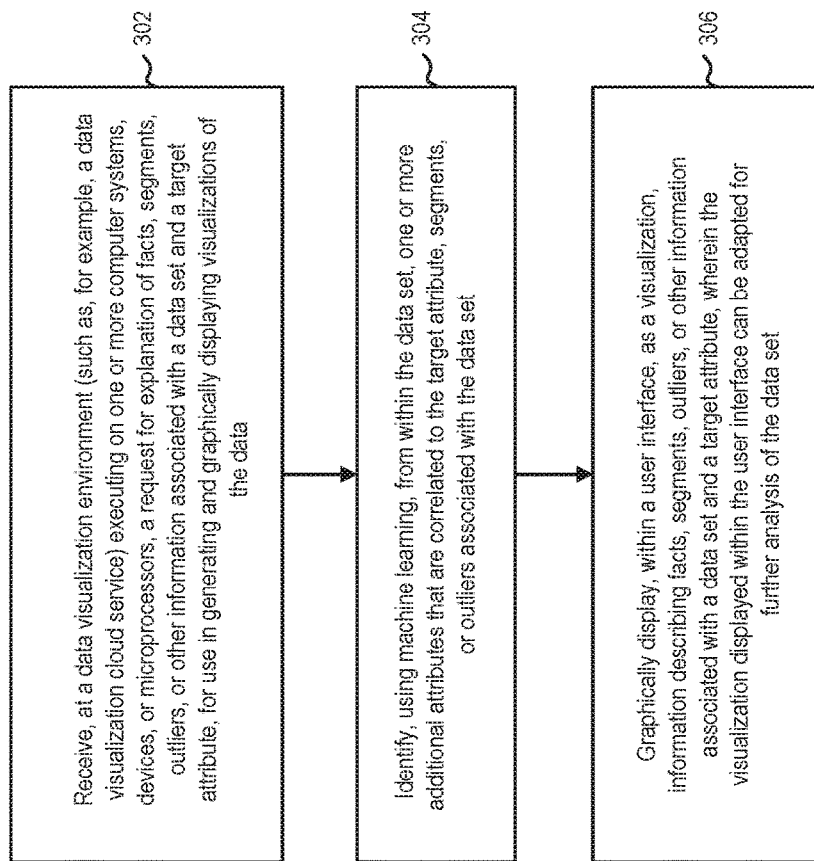 Receive, at a data visualization environment (such as, for example, a data
visualization cloud service) executing on one or more computer systems,
devices, or microprocessors, a request for explanation of facts, segments,
outliers, or other information associated with a data set and a target
attribute, for use in generating and graphically displaying visualizations of
the data
302
Identify, using machine learning, from within the data set, one or more
additional attributes that are correlated to the target attribute, segments,
or outliers associated with the data set
304
Graphically display, within a user interface, as a visualization,
information describing facts, segments, outliers, or other information
associated with a data set and a target attribute, wherein the
visualization displayed within the user interface can be adapted for
further analysis of the data set
306